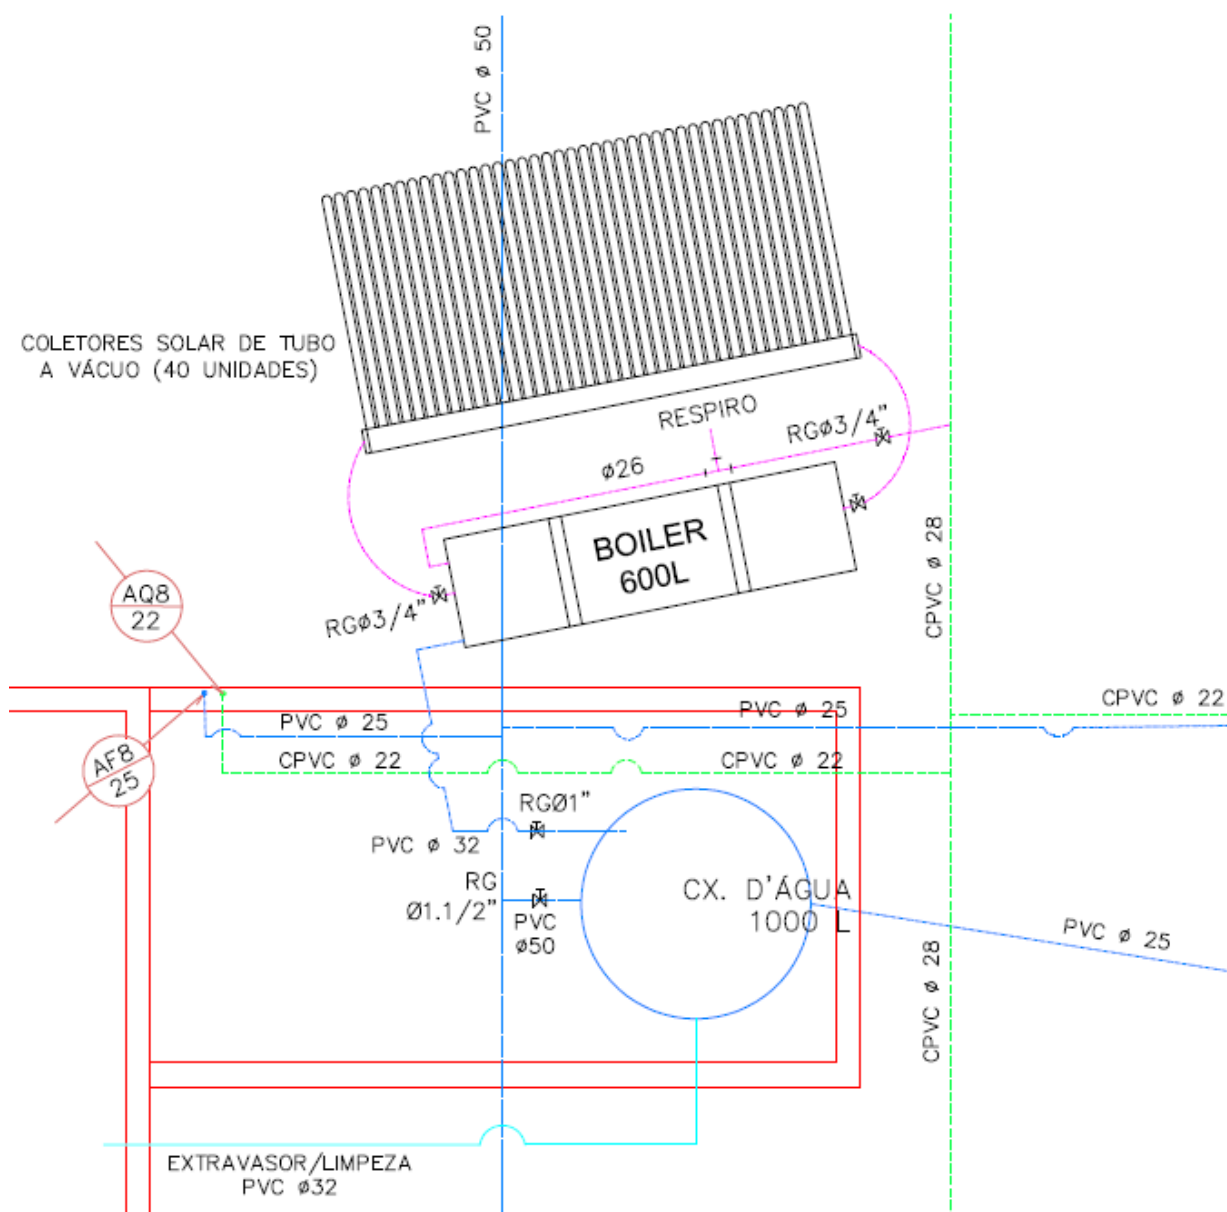 PVC ø 50
COLETORES SOLAR DE TUBO
A VÁCUO (40 UNIDADES)
RESPIRO
RGø3/4"
ø26
BOILER
600L
CPVC ø 28
AQ8
22
RGø3/4"
PVC ø 25
PVC ø 25
CPVC ø 22
AF8
25
CPVC ø 22
CPVC ø 22
RGØ1"
PVC ø 32
RG
Ø1.1/2"
PVC
ø50
CX. D'ÁGUA
1000 L
PVC ø 25
CPVC ø 28
EXTRAVASOR/LIMPEZA
PVC ø32